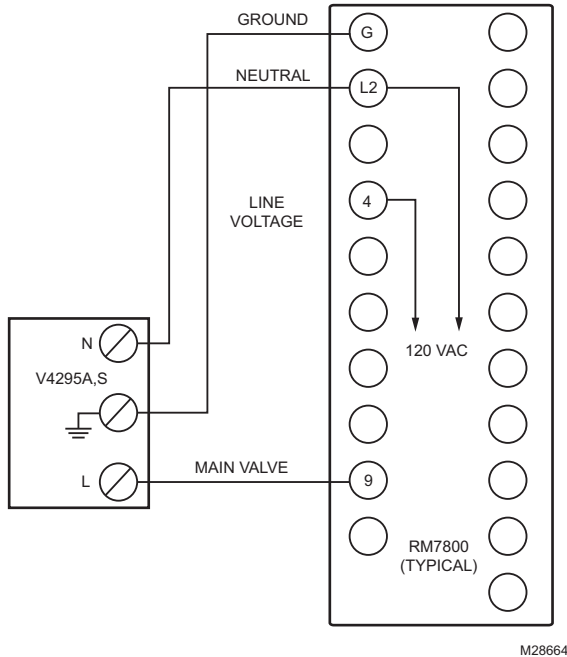 GROUND
G
NEUTRAL
L2
4
LINE
VOLTAGE
120 VAC
N
V4295A,S
L
MAIN VALVE
9
RM7800
(TYPICAL)
M28664